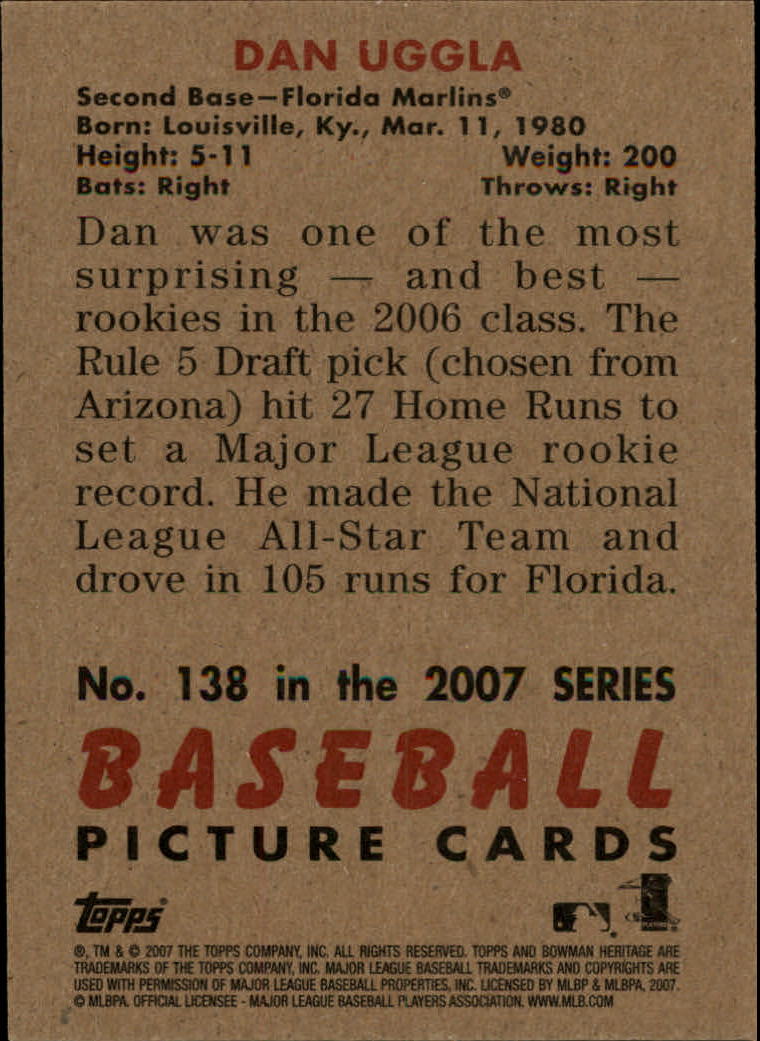 DAN UGGLA
Second Base—Florida Marlins®
Born: Louisville, Ky., Mar. 11, 1980
Height: 5-11 Weight: 200
Bats: Right Throws: Right
Dan was one of the most
surprising — and best —
rookies in the 2006 class. The
Rule 5 Draft pick (chosen from
Arizona) hit 27 Home Runs to
set a Major League rookie
record. He made the National
League All-Star Team and
drove in 105 runs for Florida.
No. 138 in the 2007 SERIES
BASEBALL
PICTURE CARDS
topps
®, TM & © 2007 THE TOPPS COMPANY, INC. ALL RIGHTS RESERVED. TOPPS AND BOWMAN HERITAGE ARE
TRADEMARKS OF THE TOPPS COMPANY, INC. MAJOR LEAGUE BASEBALL TRADEMARKS AND COPYRIGHTS ARE
USED WITH PERMISSION OF MAJOR LEAGUE BASEBALL PROPERTIES, INC. LICENSED BY MLBP & MLBPA, 2007.
© MLBPA. OFFICIAL LICENSEE - MAJOR LEAGUE BASEBALL PLAYERS ASSOCIATION. WWW.MLB.COM